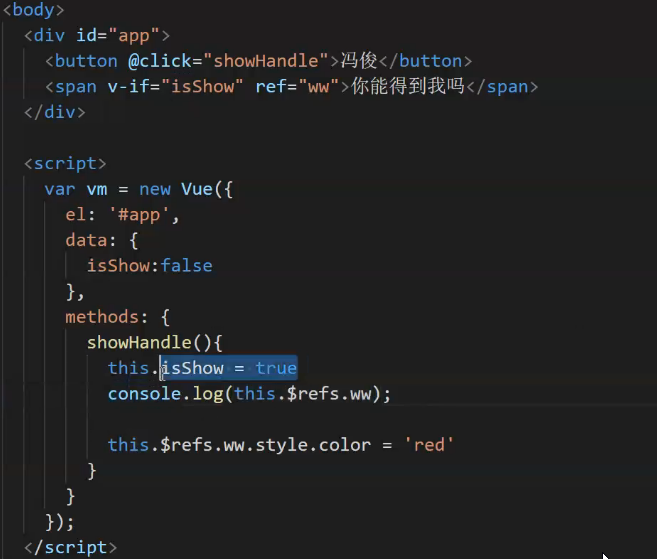 <body>
<div id="app">
<button @click="showHandle">冯俊</button>
<span v-if="isShow" ref="ww">你能得到我吗</span>
</div>
<script>
var vm = new Vue({
el: '#app',
data: {
isShow:false
},
methods: {
showHandle(){
this.isShow = true
console.log(this.$refs.ww);
this.$refs.ww.style.color = 'red'
}
}
});
</script>